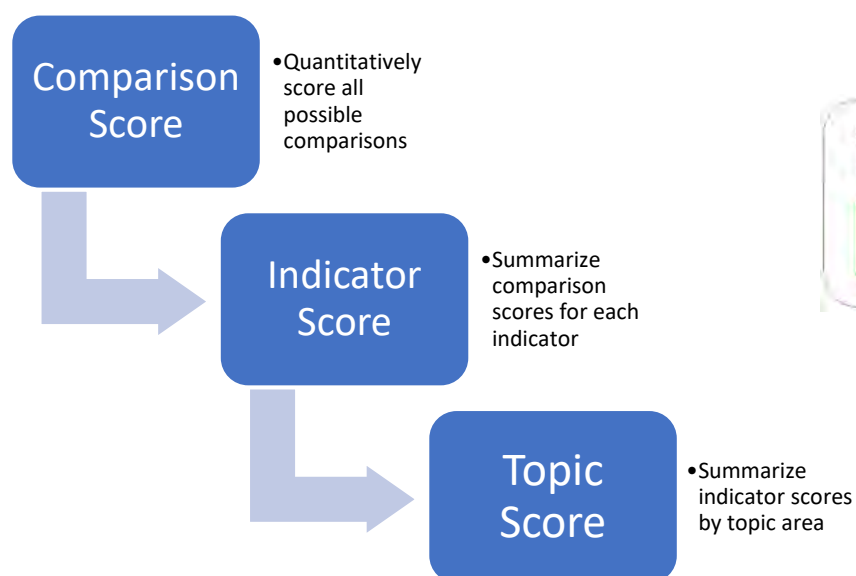 Comparison
Score
•Quantitatively
score all
possible
comparisons
Indicator
Score
•Summarize
comparison
scores for each
indicator
Topic
Score
•Summarize
indicator scores
by topic area